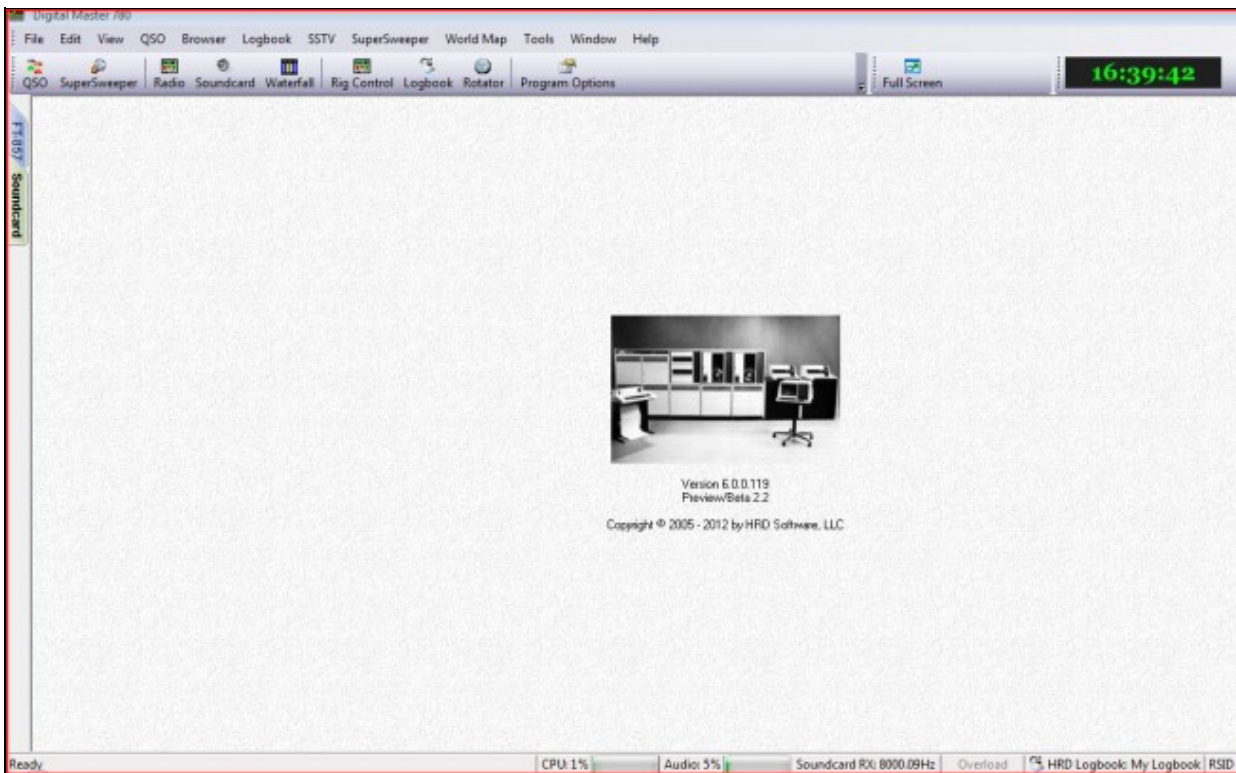 Digital Master 780
File Edit View QSO Browser Logbook SSTV SuperSweeper World Map Tools Window Help
QSO SuperSweeper Radio Soundcard Waterfall Rig Control Logbook Rotator Program Options Full Screen 16:39:42
FT-857
Soundcard
Version 6.0.0.119
Preview/Beta 2.2
Copyright © 2005 - 2012 by HRD Software, LLC
Ready CPU: 1% Audio: 5% Soundcard RX: 8000.09Hz Overload HRD Logbook: My Logbook RSID